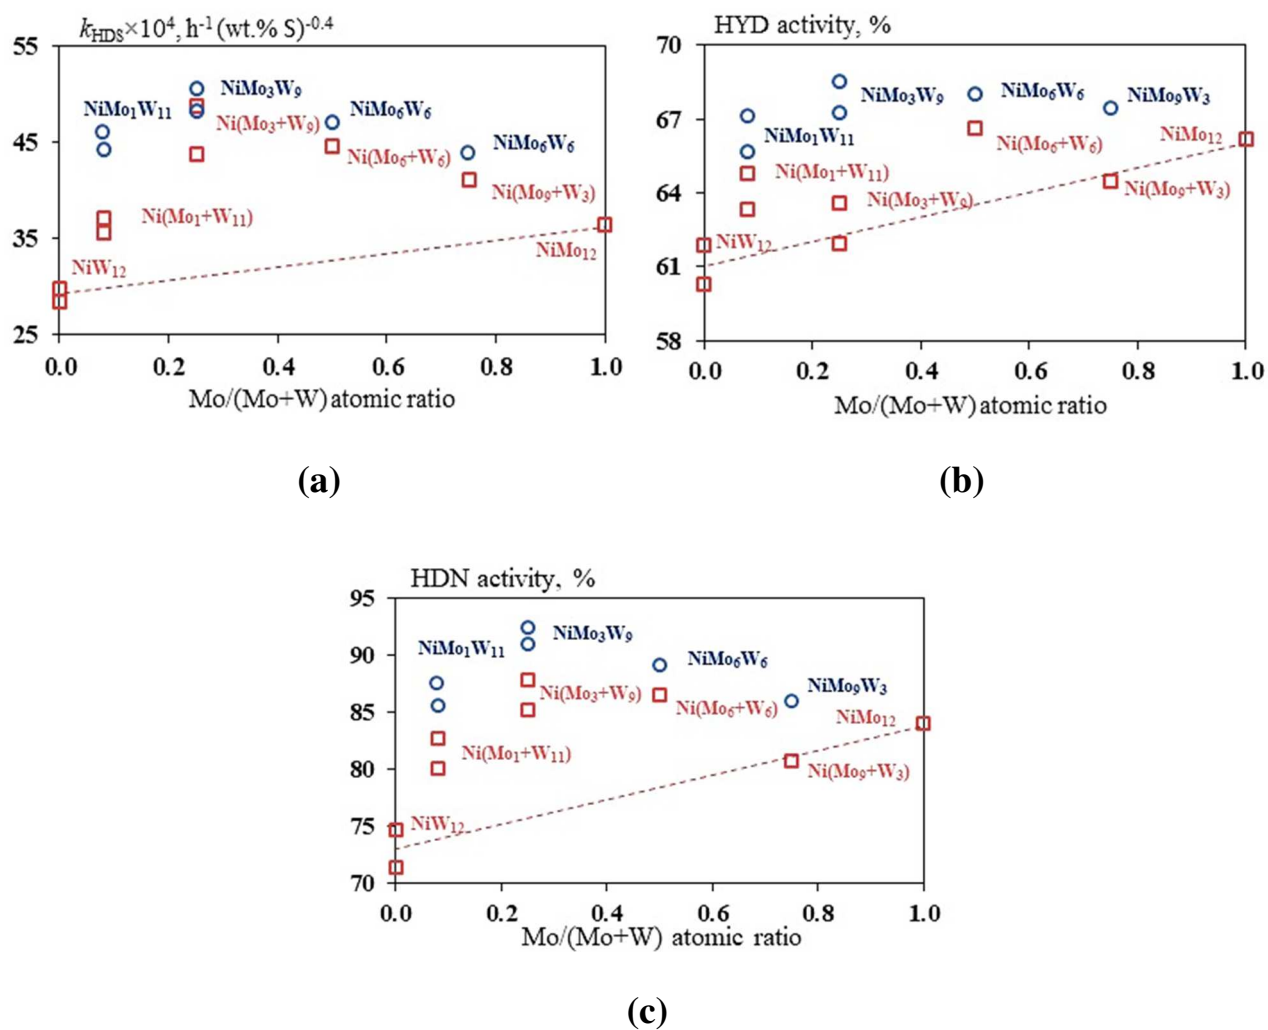 kHDS×10⁴, h⁻¹ (wt.% S)⁻⁰·⁴
55
45
35
25
NiMo₁W₁₁
NiMo₃W₉
Ni(Mo₃+W₉)
NiMo₆W₆
Ni(Mo₆+W₆)
NiMo₆W₆
Ni(Mo₉+W₃)
Ni(Mo₁+W₁₁)
NiW₁₂
NiMo₁₂
0.0 0.2 0.4 0.6 0.8 1.0
Mo/(Mo+W) atomic ratio
(a)
HYD activity, %
70
67
64
61
58
NiMo₃W₉
NiMo₆W₆
NiMo₉W₃
NiMo₁W₁₁
NiMo₁₂
Ni(Mo₆+W₆)
Ni(Mo₁+W₁₁)
Ni(Mo₉+W₃)
Ni(Mo₃+W₉)
NiW₁₂
0.0 0.2 0.4 0.6 0.8 1.0
Mo/(Mo+W) atomic ratio
(b)
HDN activity, %
95
90
85
80
75
70
NiMo₃W₉
NiMo₁W₁₁
NiMo₆W₆
NiMo₉W₃
Ni(Mo₃+W₉)
Ni(Mo₆+W₆)
NiMo₁₂
Ni(Mo₁+W₁₁)
Ni(Mo₉+W₃)
NiW₁₂
0.0 0.2 0.4 0.6 0.8 1.0
Mo/(Mo+W) atomic ratio
(c)